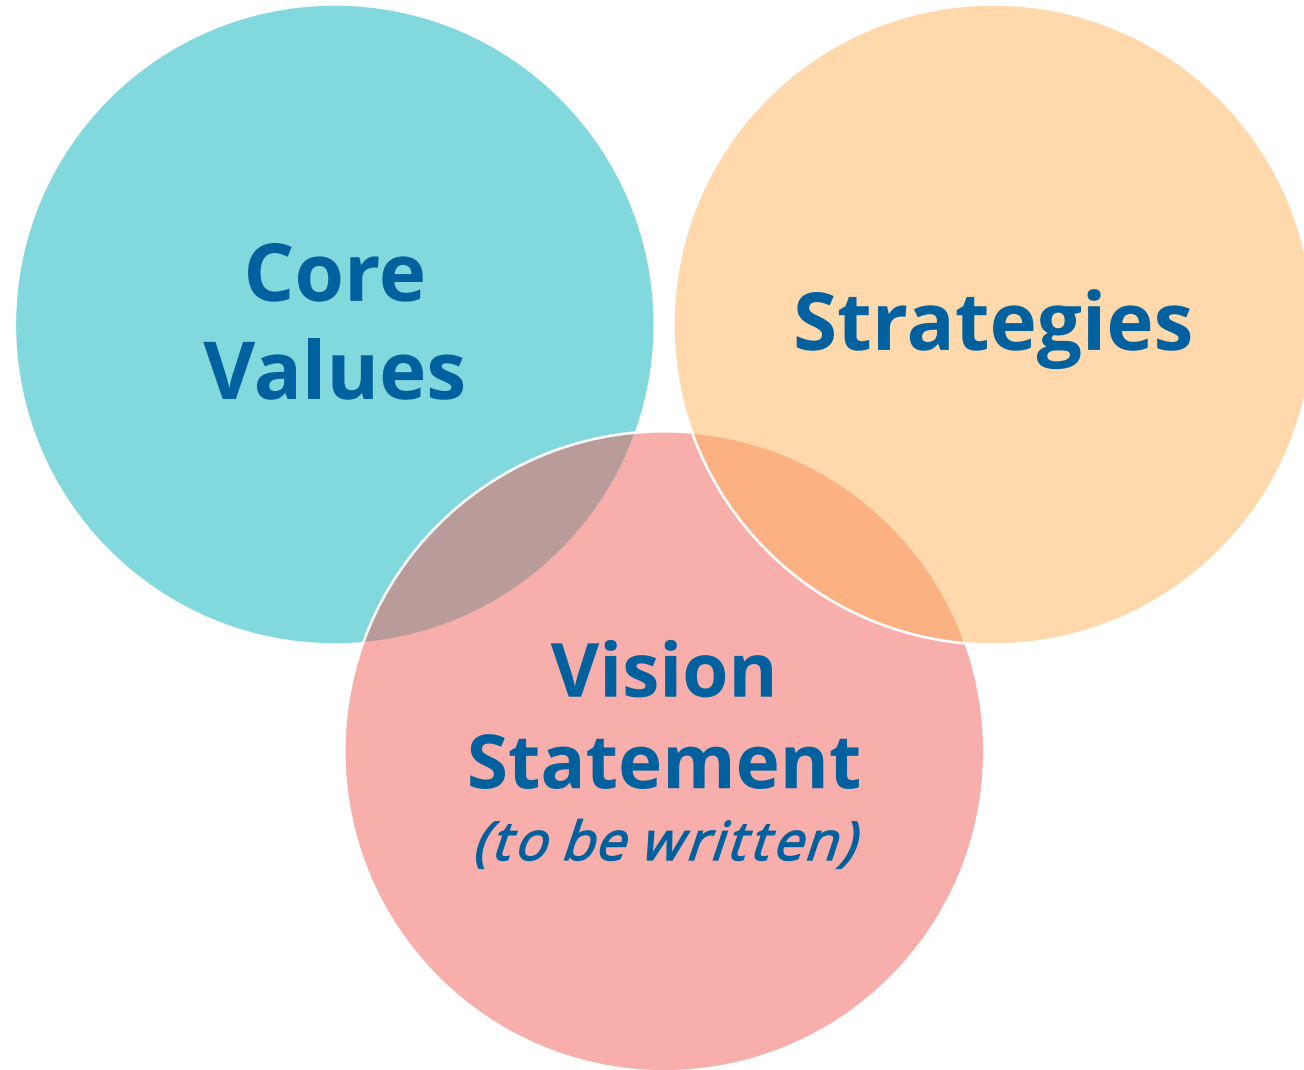 Core
Values
Strategies
Vision
Statement
(to be written)